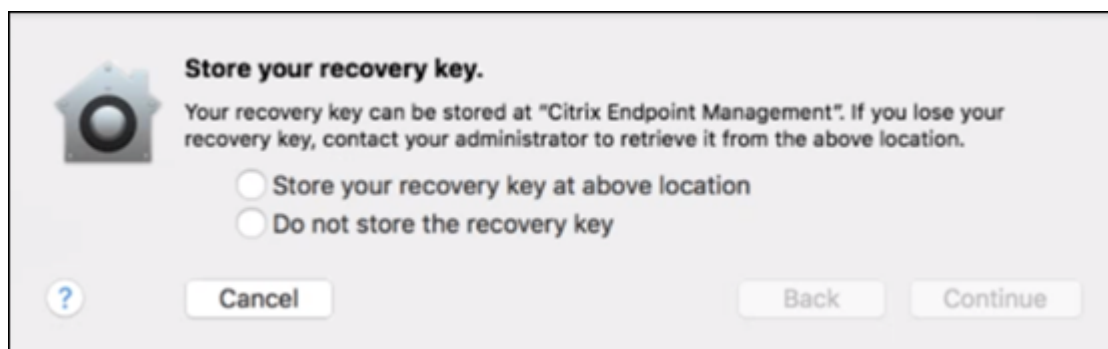 Store your recovery key.
Your recovery key can be stored at "Citrix Endpoint Management". If you lose your
recovery key, contact your administrator to retrieve it from the above location.
Store your recovery key at above location
Do not store the recovery key
?
Cancel
Back
Continue